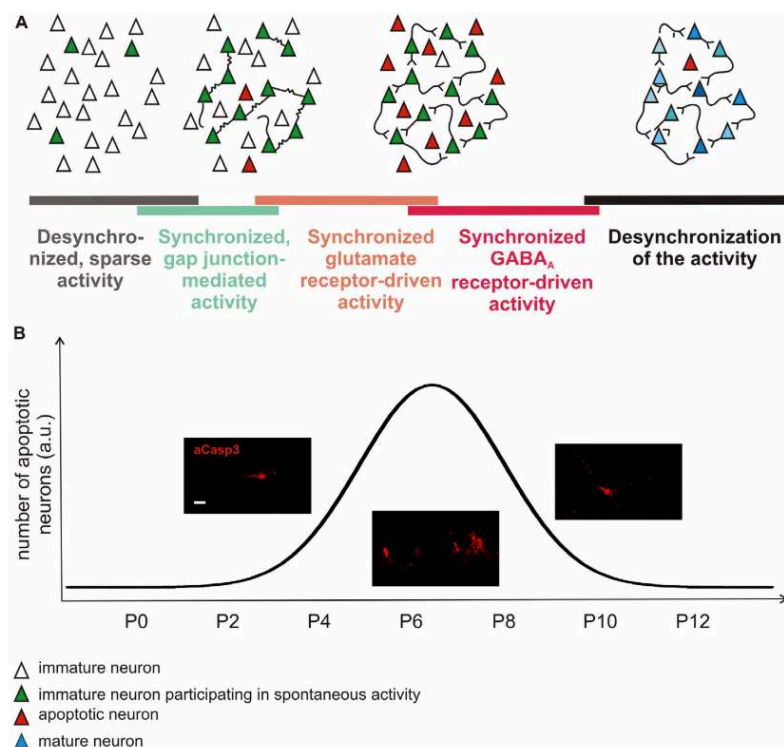 A
Desynchro-
nized, sparse
activity
Synchronized,
gap junction-
mediated
activity
Synchronized
glutamate
receptor-driven
activity
Synchronized
GABAA
receptor-driven
activity
Desynchronization
of the activity
B
number of apoptotic
neurons (a.u.)
aCasp3
P0 P2 P4 P6 P8 P10 P12
immature neuron
immature neuron participating in spontaneous activity
apoptotic neuron
mature neuron